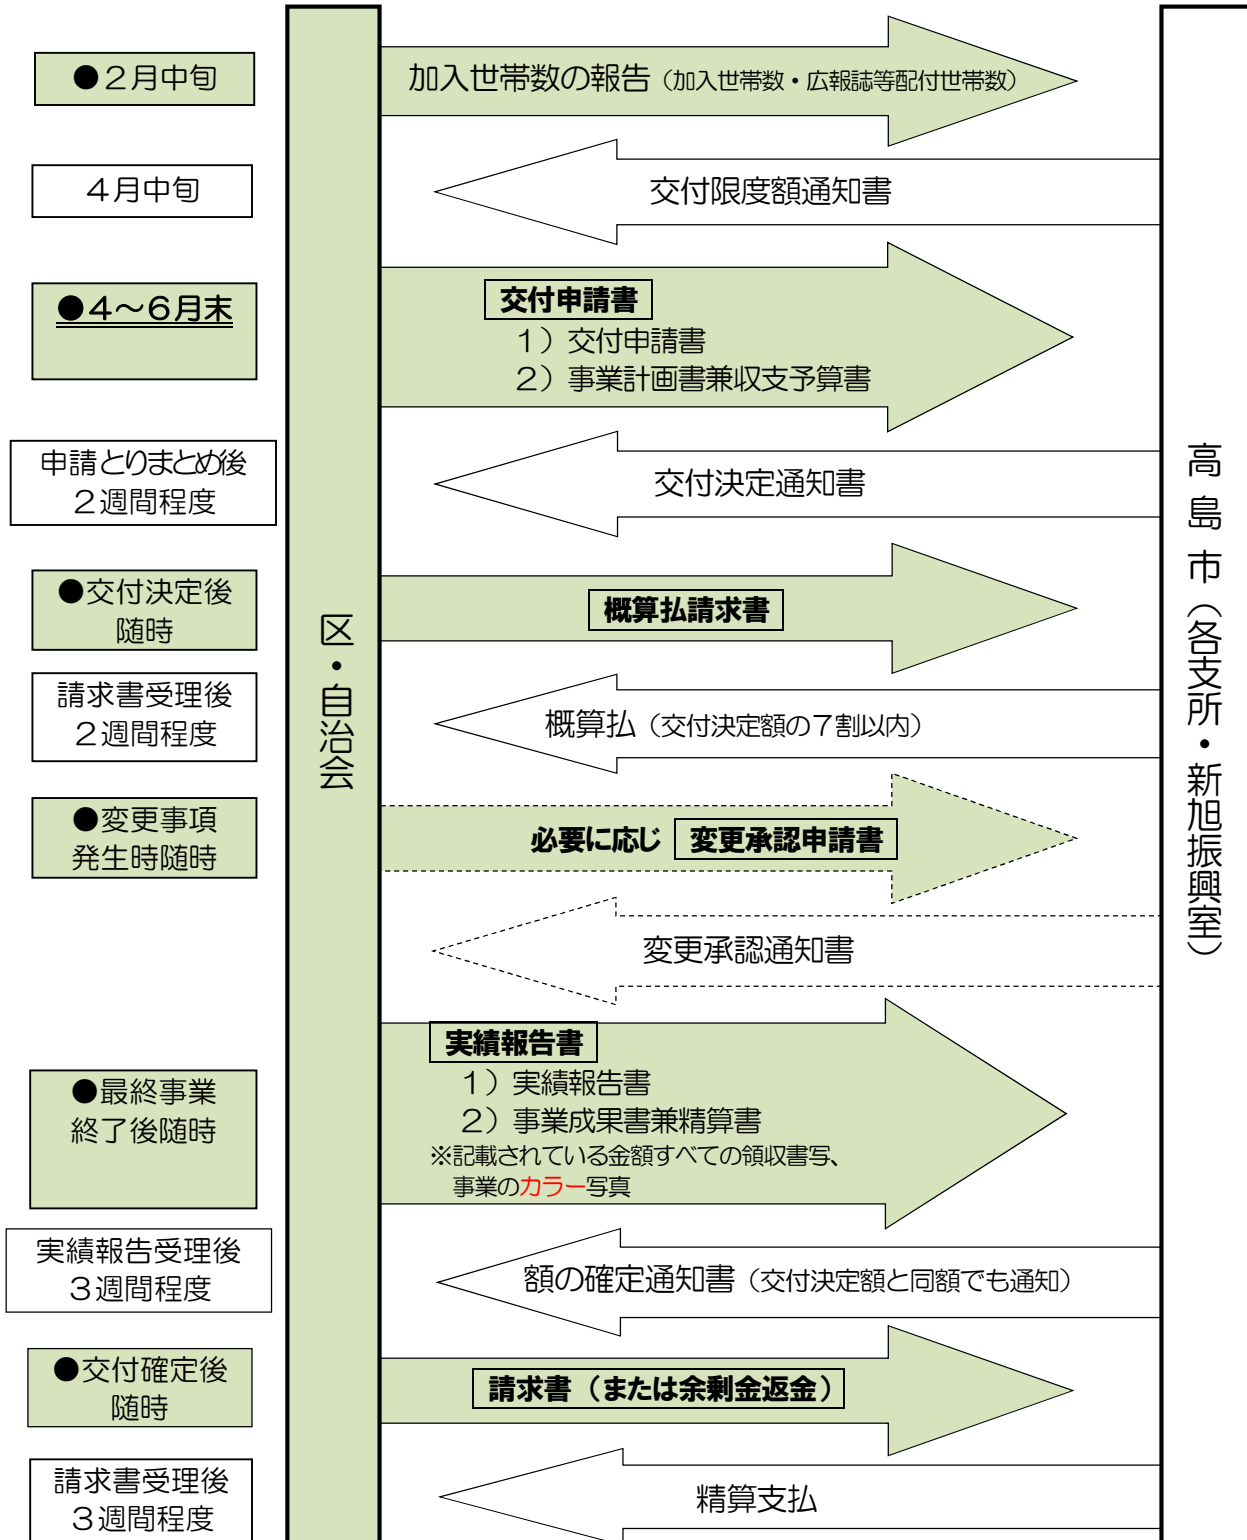 ●２月中旬
加入世帯数の報告（加入世帯数・広報誌等配付世帯数）
４月中旬
交付限度額通知書
●４～６月末
交付申請書
１）交付申請書
２）事業計画書兼収支予算書
申請とりまとめ後
２週間程度
交付決定通知書
●交付決定後
随時
概算払請求書
請求書受理後
２週間程度
概算払（交付決定額の７割以内）
●変更事項
発生時随時
必要に応じ 変更承認申請書
変更承認通知書
●最終事業
終了後随時
実績報告書
１）実績報告書
２）事業成果書兼精算書
※記載されている金額すべての領収書写、
事業のカラー写真
実績報告受理後
３週間程度
額の確定通知書（交付決定額と同額でも通知）
●交付確定後
随時
請求書（または余剰金返金）
請求書受理後
３週間程度
精算支払
区・自治会
高島市（各支所・新旭振興室）